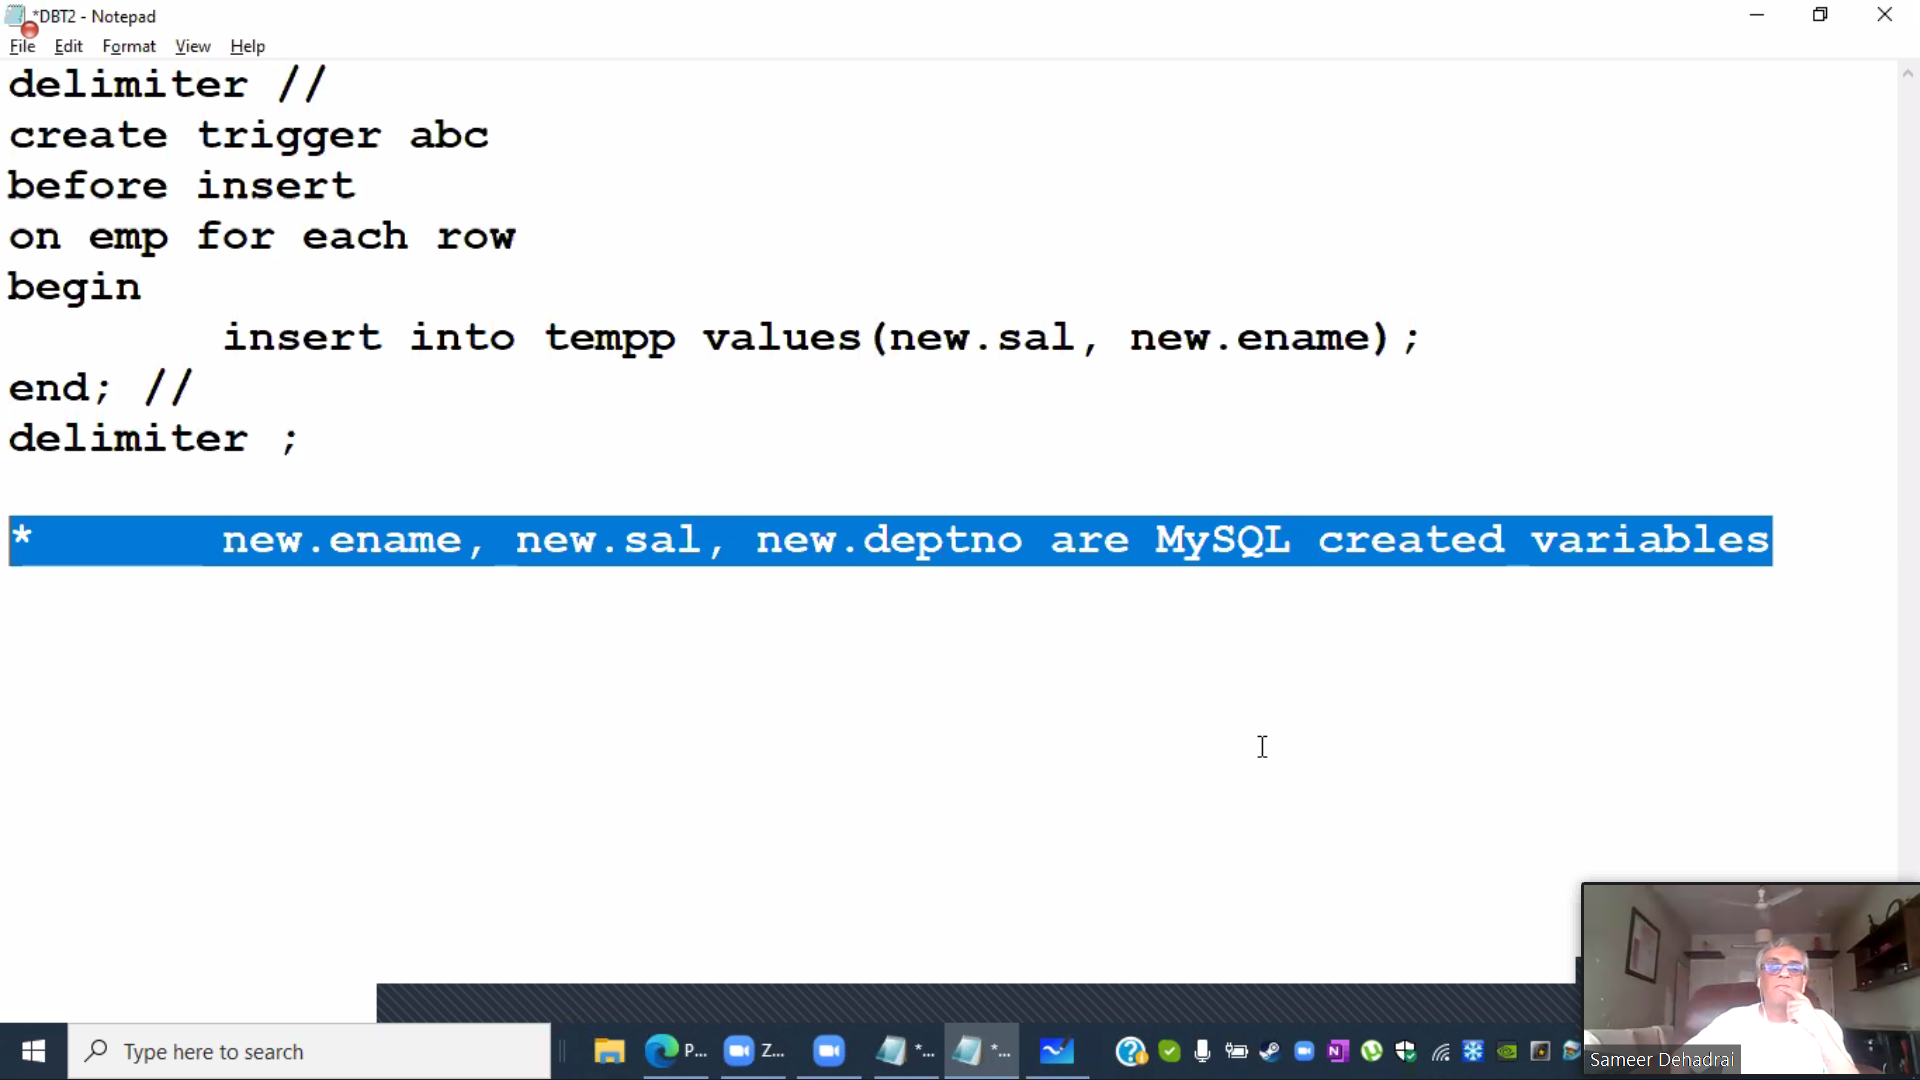 *DBT2 - Notepad
File Edit Format View Help
delimiter //
create trigger abc
before insert
on emp for each row
begin
insert into tempp values(new.sal, new.ename);
end; //
delimiter ;
* new.ename, new.sal, new.deptno are MySQL created variables
Type here to search
P...
Z...
*...
*...
Sameer Dehadrai